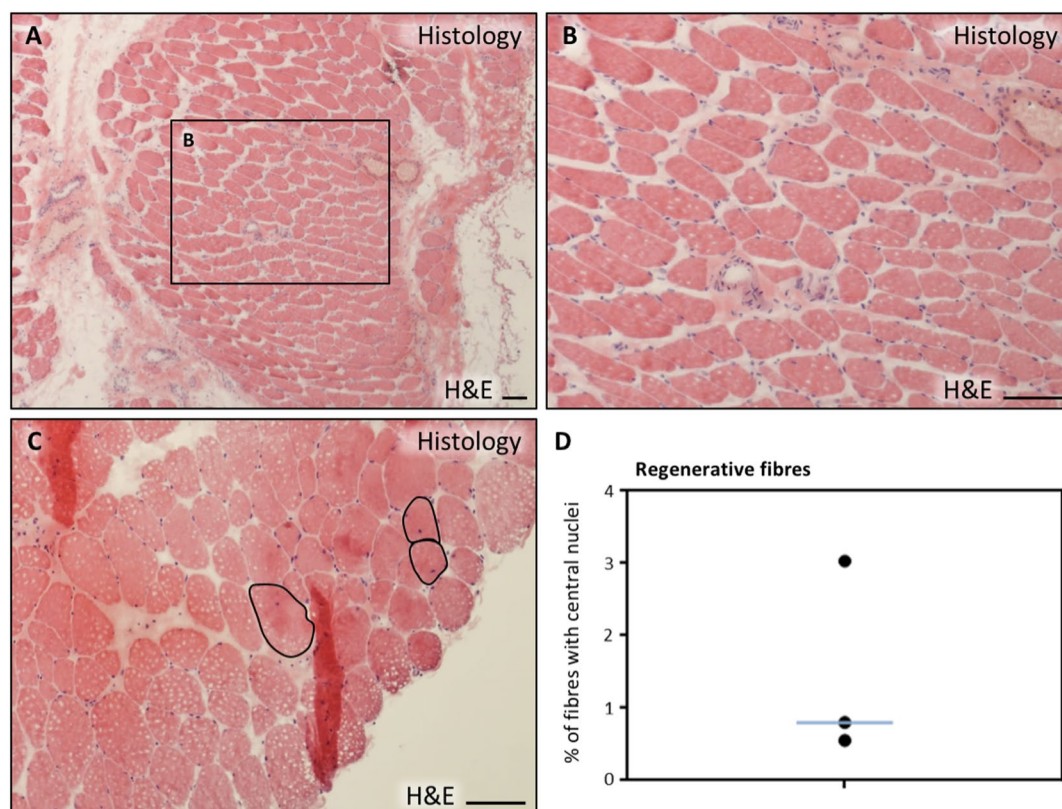 A
Histology
B
H&E
B
Histology
H&E
C
Histology
H&E
D
Regenerative fibres
% of fibres with central nuclei
4
3
2
1
0